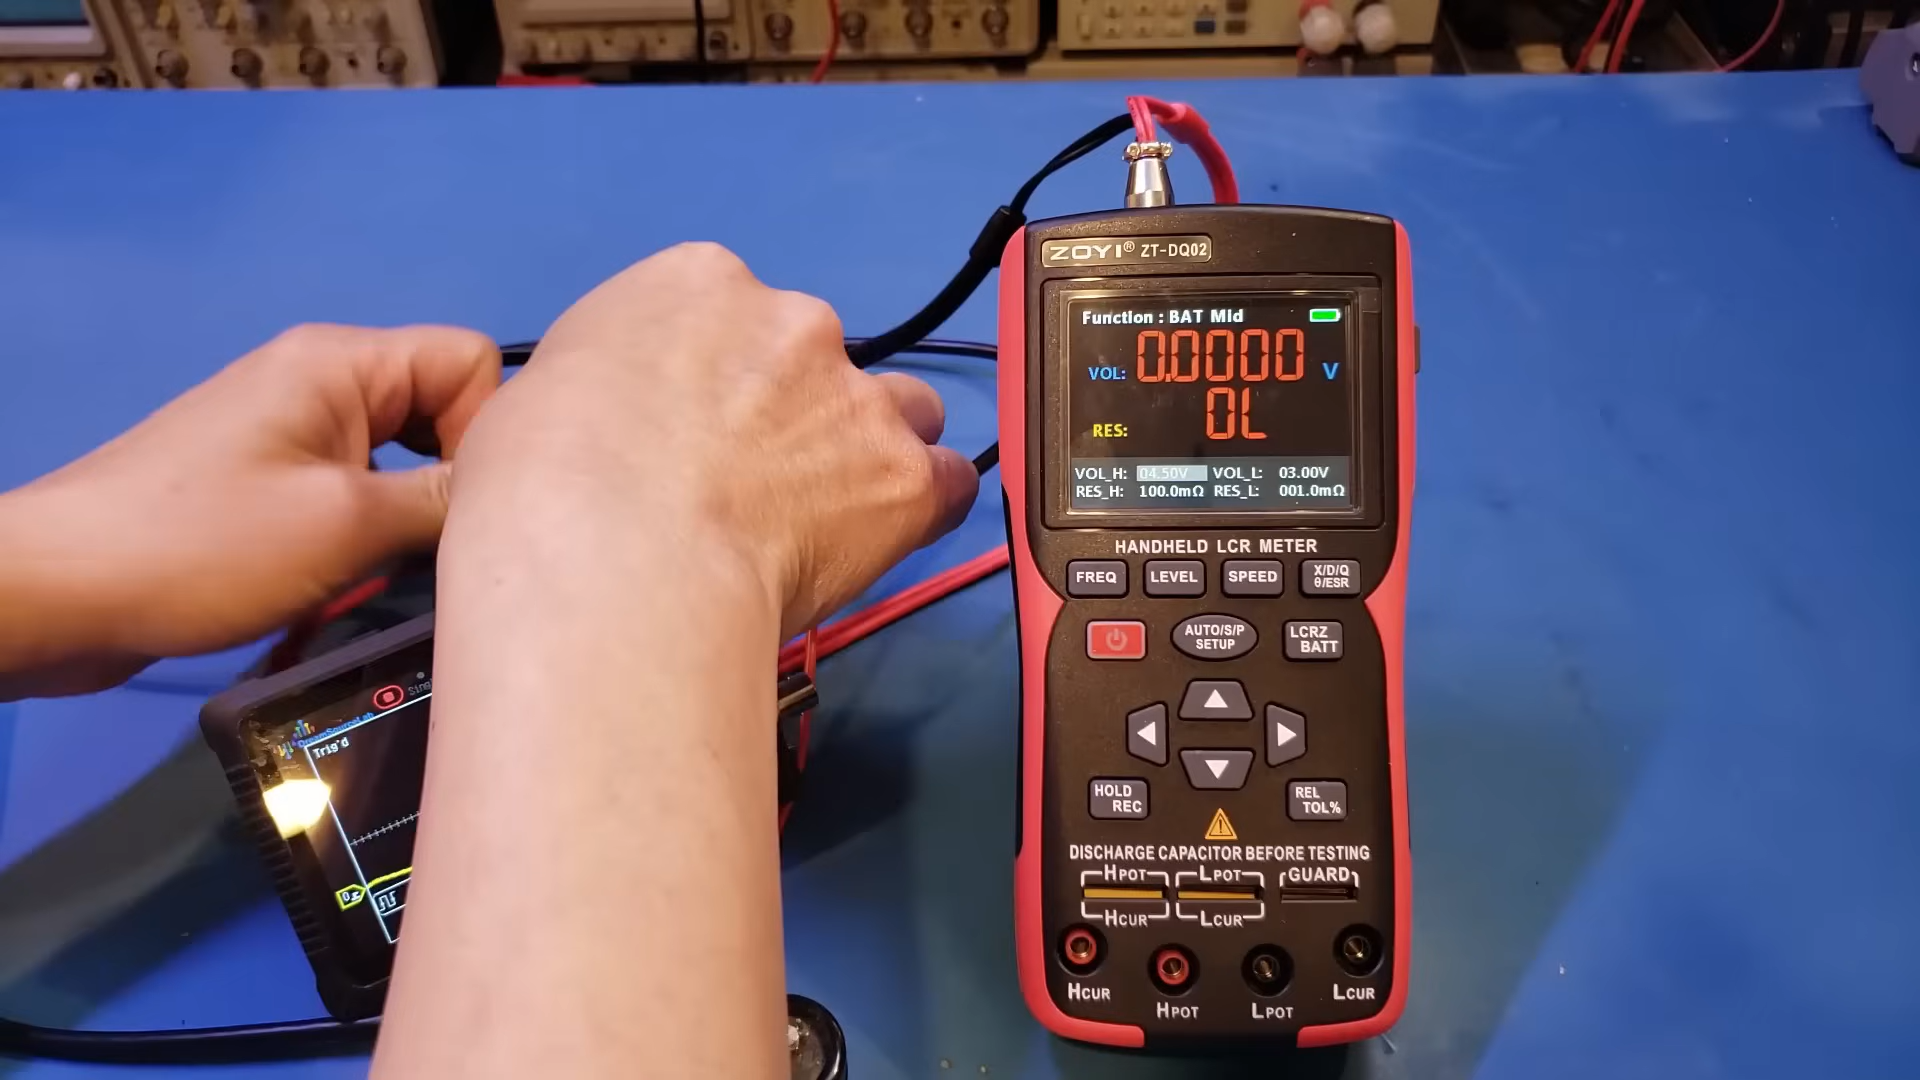 ZOYI® ZT-DQ02
Function : BAT Mid
VOL: 0.0000 V
RES: OL
VOL_H: 04.50V VOL_L: 03.00V
RES_H: 100.0mΩ RES_L: 001.0mΩ
HANDHELD LCR METER
FREQ LEVEL SPEED X/D/Q
θ/ESR
AUTO/S/P
SETUP
LCRZ
BATT
HOLD
REC
REL
TOL%
DISCHARGE CAPACITOR BEFORE TESTING
HPOT LPOT GUARD
HCUR LCUR
HCUR HPOT LPOT LCUR
DreamSourceLab
Trig'd